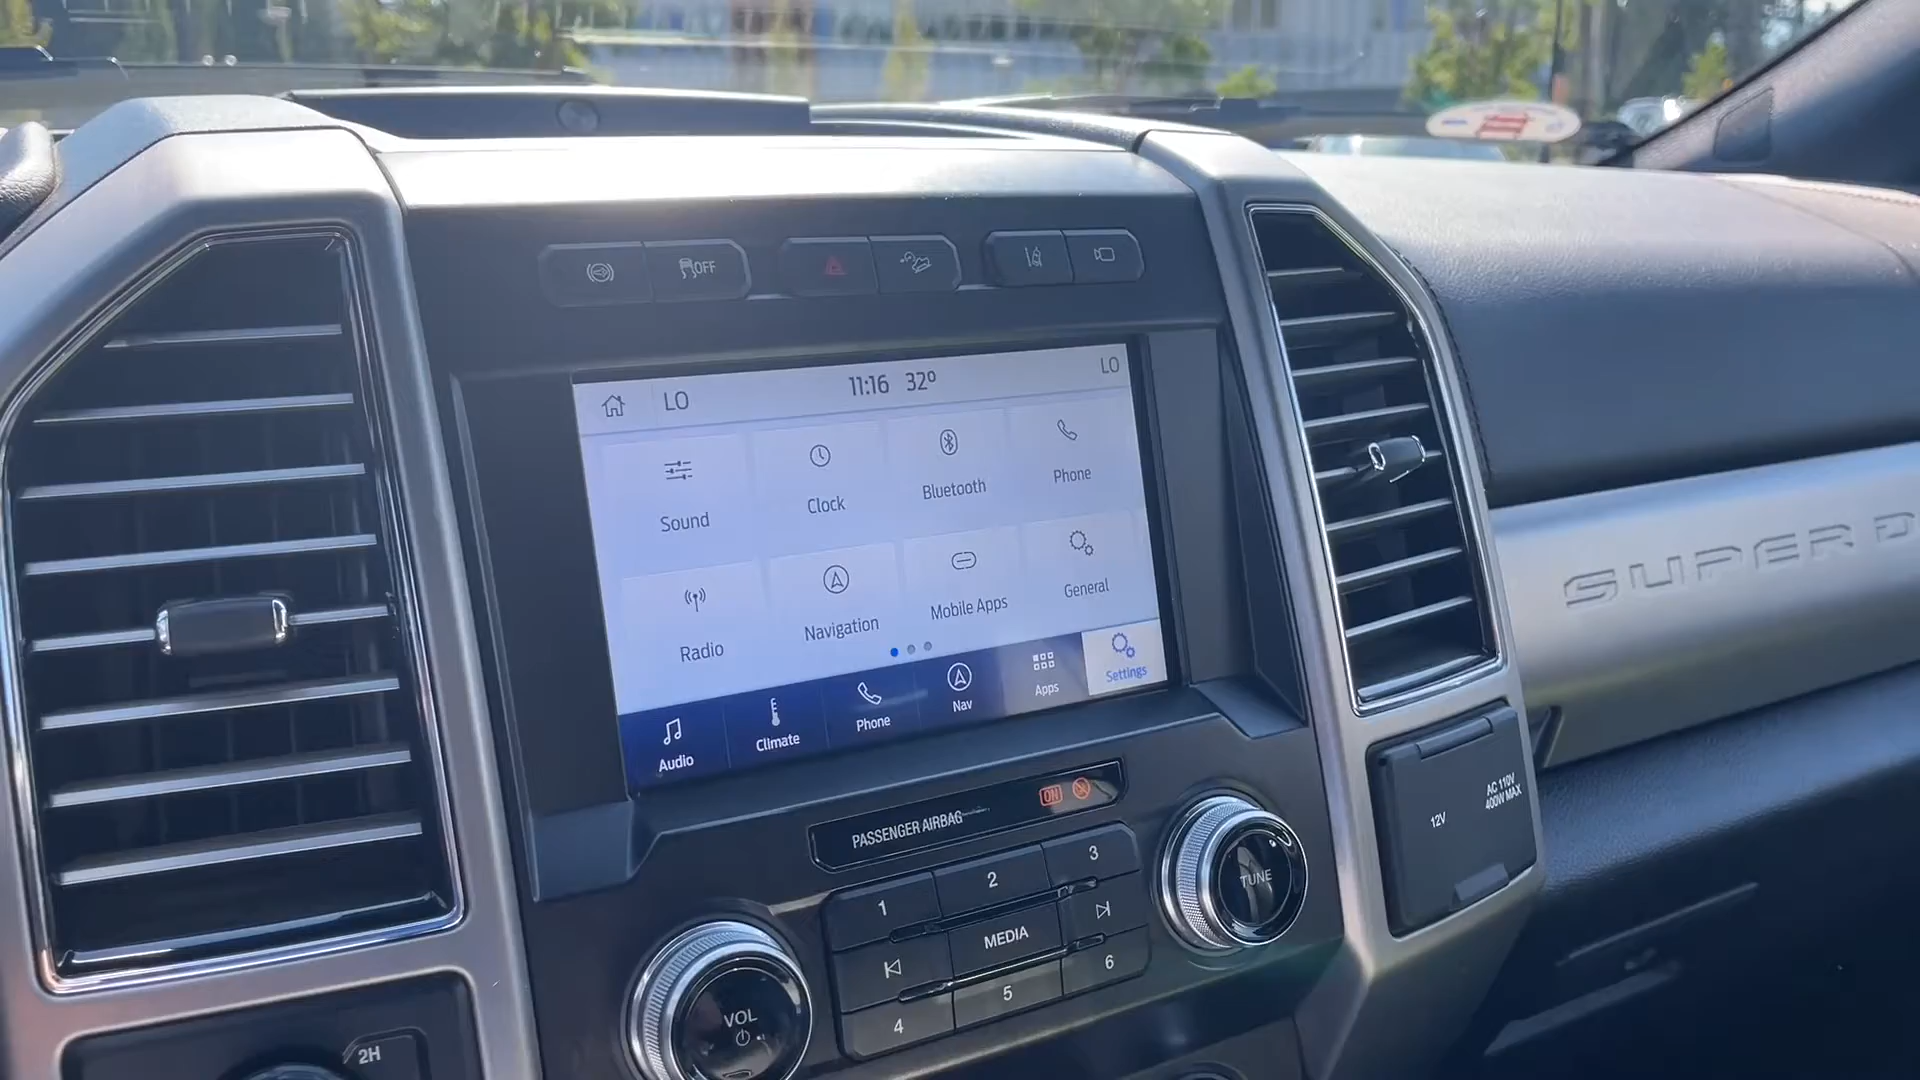 OFF
LO
11:16 32º
LO
Sound
Clock
Bluetooth
Phone
Radio
Navigation
Mobile Apps
General
Audio
Climate
Phone
Nav
Apps
Settings
PASSENGER AIRBAG
ON
1
2
3
MEDIA
4
5
6
VOL
TUNE
2H
12V
AC 110V
400W MAX
SUPER D